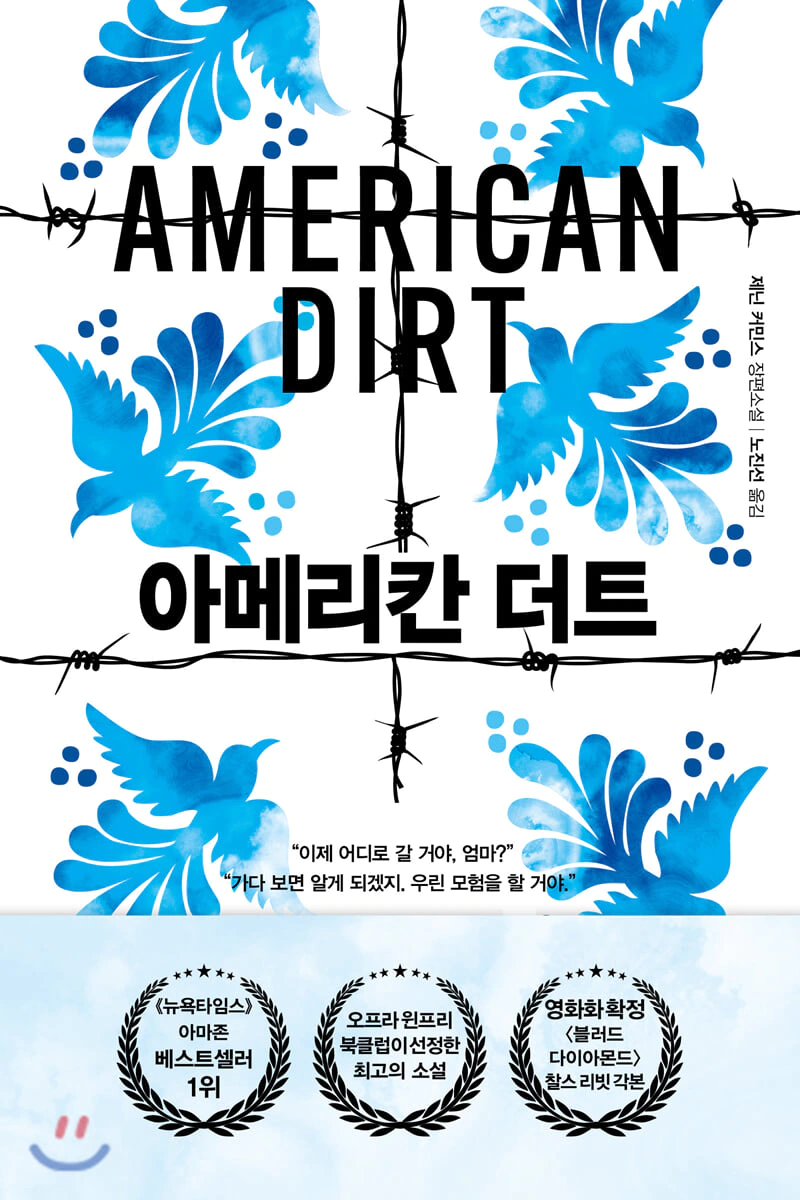 AMERICAN
DIRT
제닌 커민스 장편소설 | 노진선 옮김
아메리칸 더트
“이제 어디로 갈 거야, 엄마?”
“가다 보면 알게 되겠지. 우린 모험을 할 거야.”
《뉴욕타임스》
아마존
베스트셀러
1위
오프라 윈프리
북클럽이 선정한
최고의 소설
영화화 확정
〈블러드
다이아몬드〉
찰스 리빗 각본